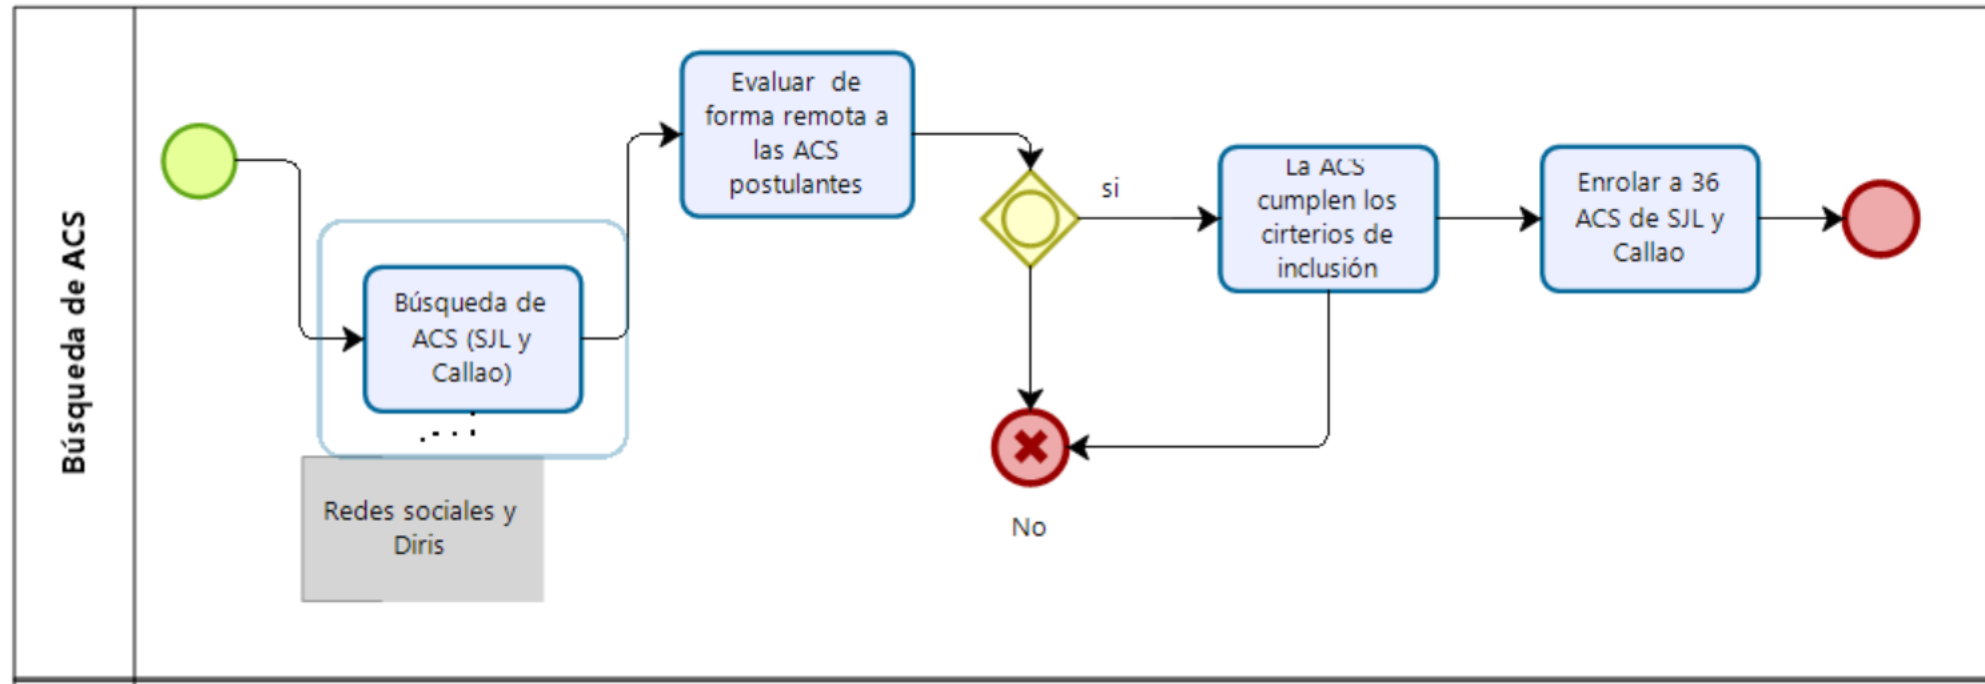 Búsqueda de ACS
Búsqueda de
ACS (SJL y
Callao)
Redes sociales y
Diris
Evaluar de
forma remota a
las ACS
postulantes
si
No
La ACS
cumplen los
cirterios de
inclusión
Enrolar a 36
ACS de SJL y
Callao